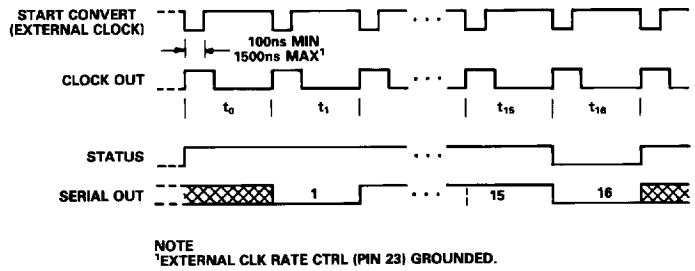 START CONVERT
(EXTERNAL CLOCK)
100ns MIN
1500ns MAX¹
CLOCK OUT
t₀ t₁ t₁₅ t₁₆
STATUS
SERIAL OUT
1 15 16
NOTE
¹EXTERNAL CLK RATE CTRL (PIN 23) GROUNDED.